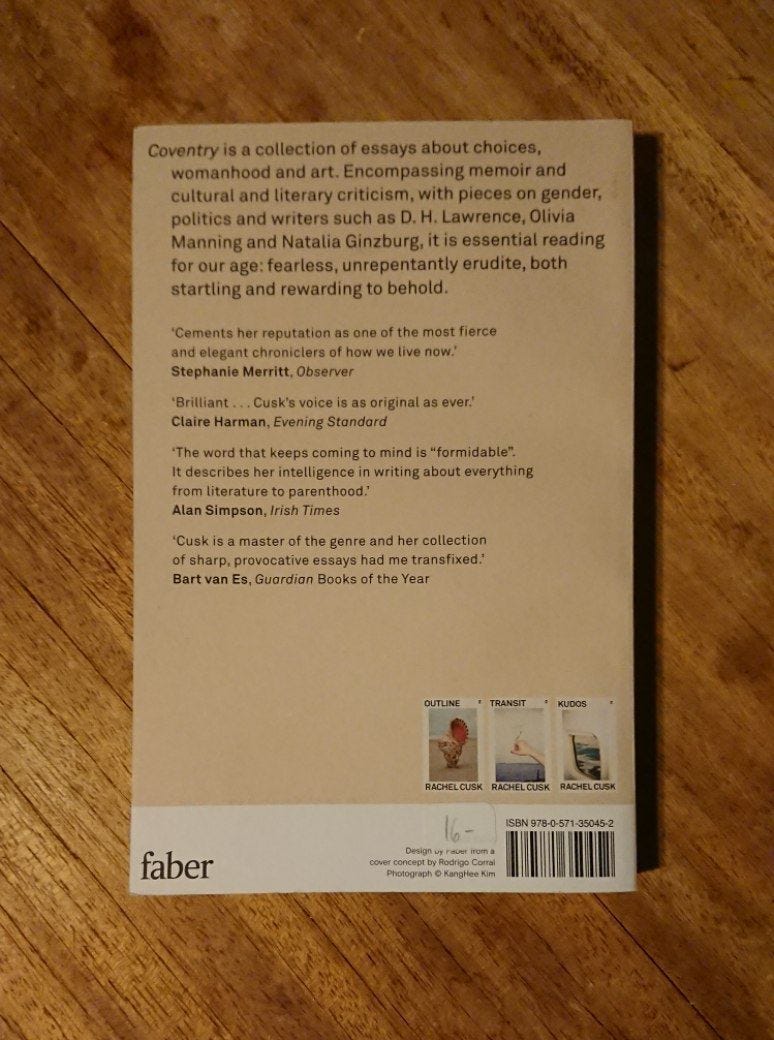 Coventry is a collection of essays about choices,
womanhood and art. Encompassing memoir and
cultural and literary criticism, with pieces on gender,
politics and writers such as D. H. Lawrence, Olivia
Manning and Natalia Ginzburg, it is essential reading
for our age: fearless, unrepentantly erudite, both
startling and rewarding to behold.
‘Cements her reputation as one of the most fierce
and elegant chroniclers of how we live now.’
Stephanie Merritt, Observer
‘Brilliant . . . Cusk’s voice is as original as ever.’
Claire Harman, Evening Standard
‘The word that keeps coming to mind is “formidable”.
It describes her intelligence in writing about everything
from literature to parenthood.’
Alan Simpson, Irish Times
‘Cusk is a master of the genre and her collection
of sharp, provocative essays had me transfixed.’
Bart van Es, Guardian Books of the Year
OUTLINE
RACHEL CUSK
TRANSIT
RACHEL CUSK
KUDOS
RACHEL CUSK
faber
16-
Design by Faber from a
cover concept by Rodrigo Corral
Photograph © KangHee Kim
ISBN 978-0-571-35045-2